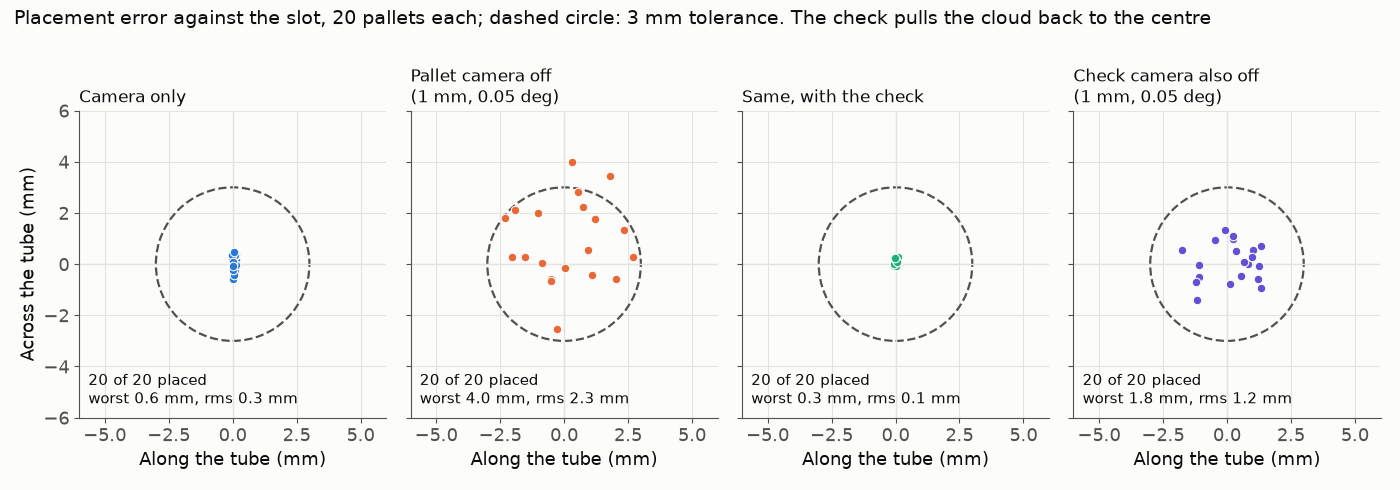 Placement error against the slot, 20 pallets each; dashed circle: 3 mm tolerance. The check pulls the cloud back to the centre
Camera only
Pallet camera off
(1 mm, 0.05 deg)
Same, with the check
Check camera also off
(1 mm, 0.05 deg)
Across the tube (mm)
6
4
2
0
−2
−4
−6
20 of 20 placed
worst 0.6 mm, rms 0.3 mm
20 of 20 placed
worst 4.0 mm, rms 2.3 mm
20 of 20 placed
worst 0.3 mm, rms 0.1 mm
20 of 20 placed
worst 1.8 mm, rms 1.2 mm
−5.0 −2.5 0.0 2.5 5.0
−5.0 −2.5 0.0 2.5 5.0
−5.0 −2.5 0.0 2.5 5.0
−5.0 −2.5 0.0 2.5 5.0
Along the tube (mm)
Along the tube (mm)
Along the tube (mm)
Along the tube (mm)